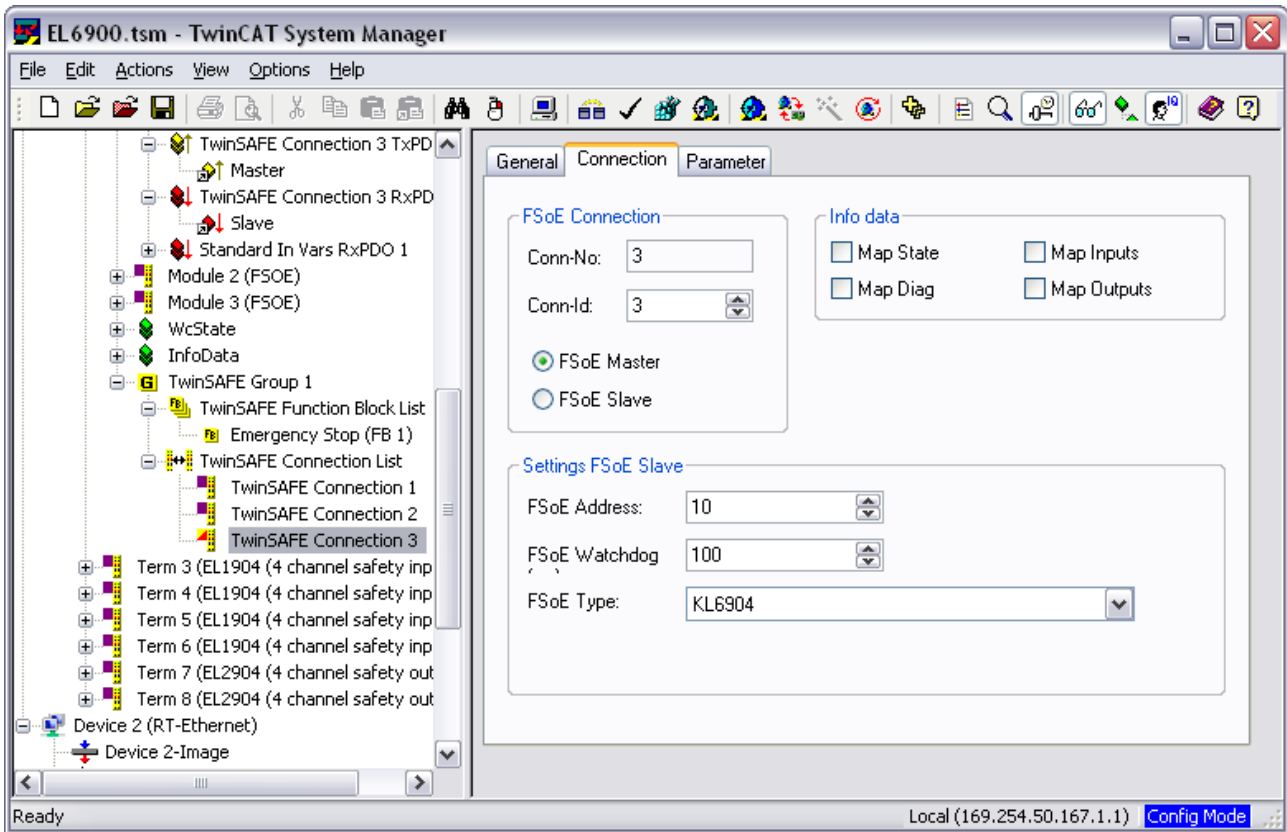 EL6900.tsm - TwinCAT System Manager
File Edit Actions View Options Help
TwinSAFE Connection 3 TxPD
Master
TwinSAFE Connection 3 RxPD
Slave
Standard In Vars RxPDO 1
Module 2 (FSOE)
Module 3 (FSOE)
WcState
InfoData
G TwinSAFE Group 1
FB TwinSAFE Function Block List
FB Emergency Stop (FB 1)
TwinSAFE Connection List
TwinSAFE Connection 1
TwinSAFE Connection 2
TwinSAFE Connection 3
Term 3 (EL1904 (4 channel safety inp
Term 4 (EL1904 (4 channel safety inp
Term 5 (EL1904 (4 channel safety inp
Term 6 (EL1904 (4 channel safety inp
Term 7 (EL2904 (4 channel safety out
Term 8 (EL2904 (4 channel safety out
Device 2 (RT-Ethernet)
Device 2-Image
General Connection Parameter
FSoE Connection
Conn-No: 3
Conn-Id: 3
FSoE Master
FSoE Slave
Info data
Map State Map Inputs
Map Diag Map Outputs
Settings FSoE Slave
FSoE Address: 10
FSoE Watchdog 100
FSoE Type: KL6904
Ready Local (169.254.50.167.1.1) Config Mode